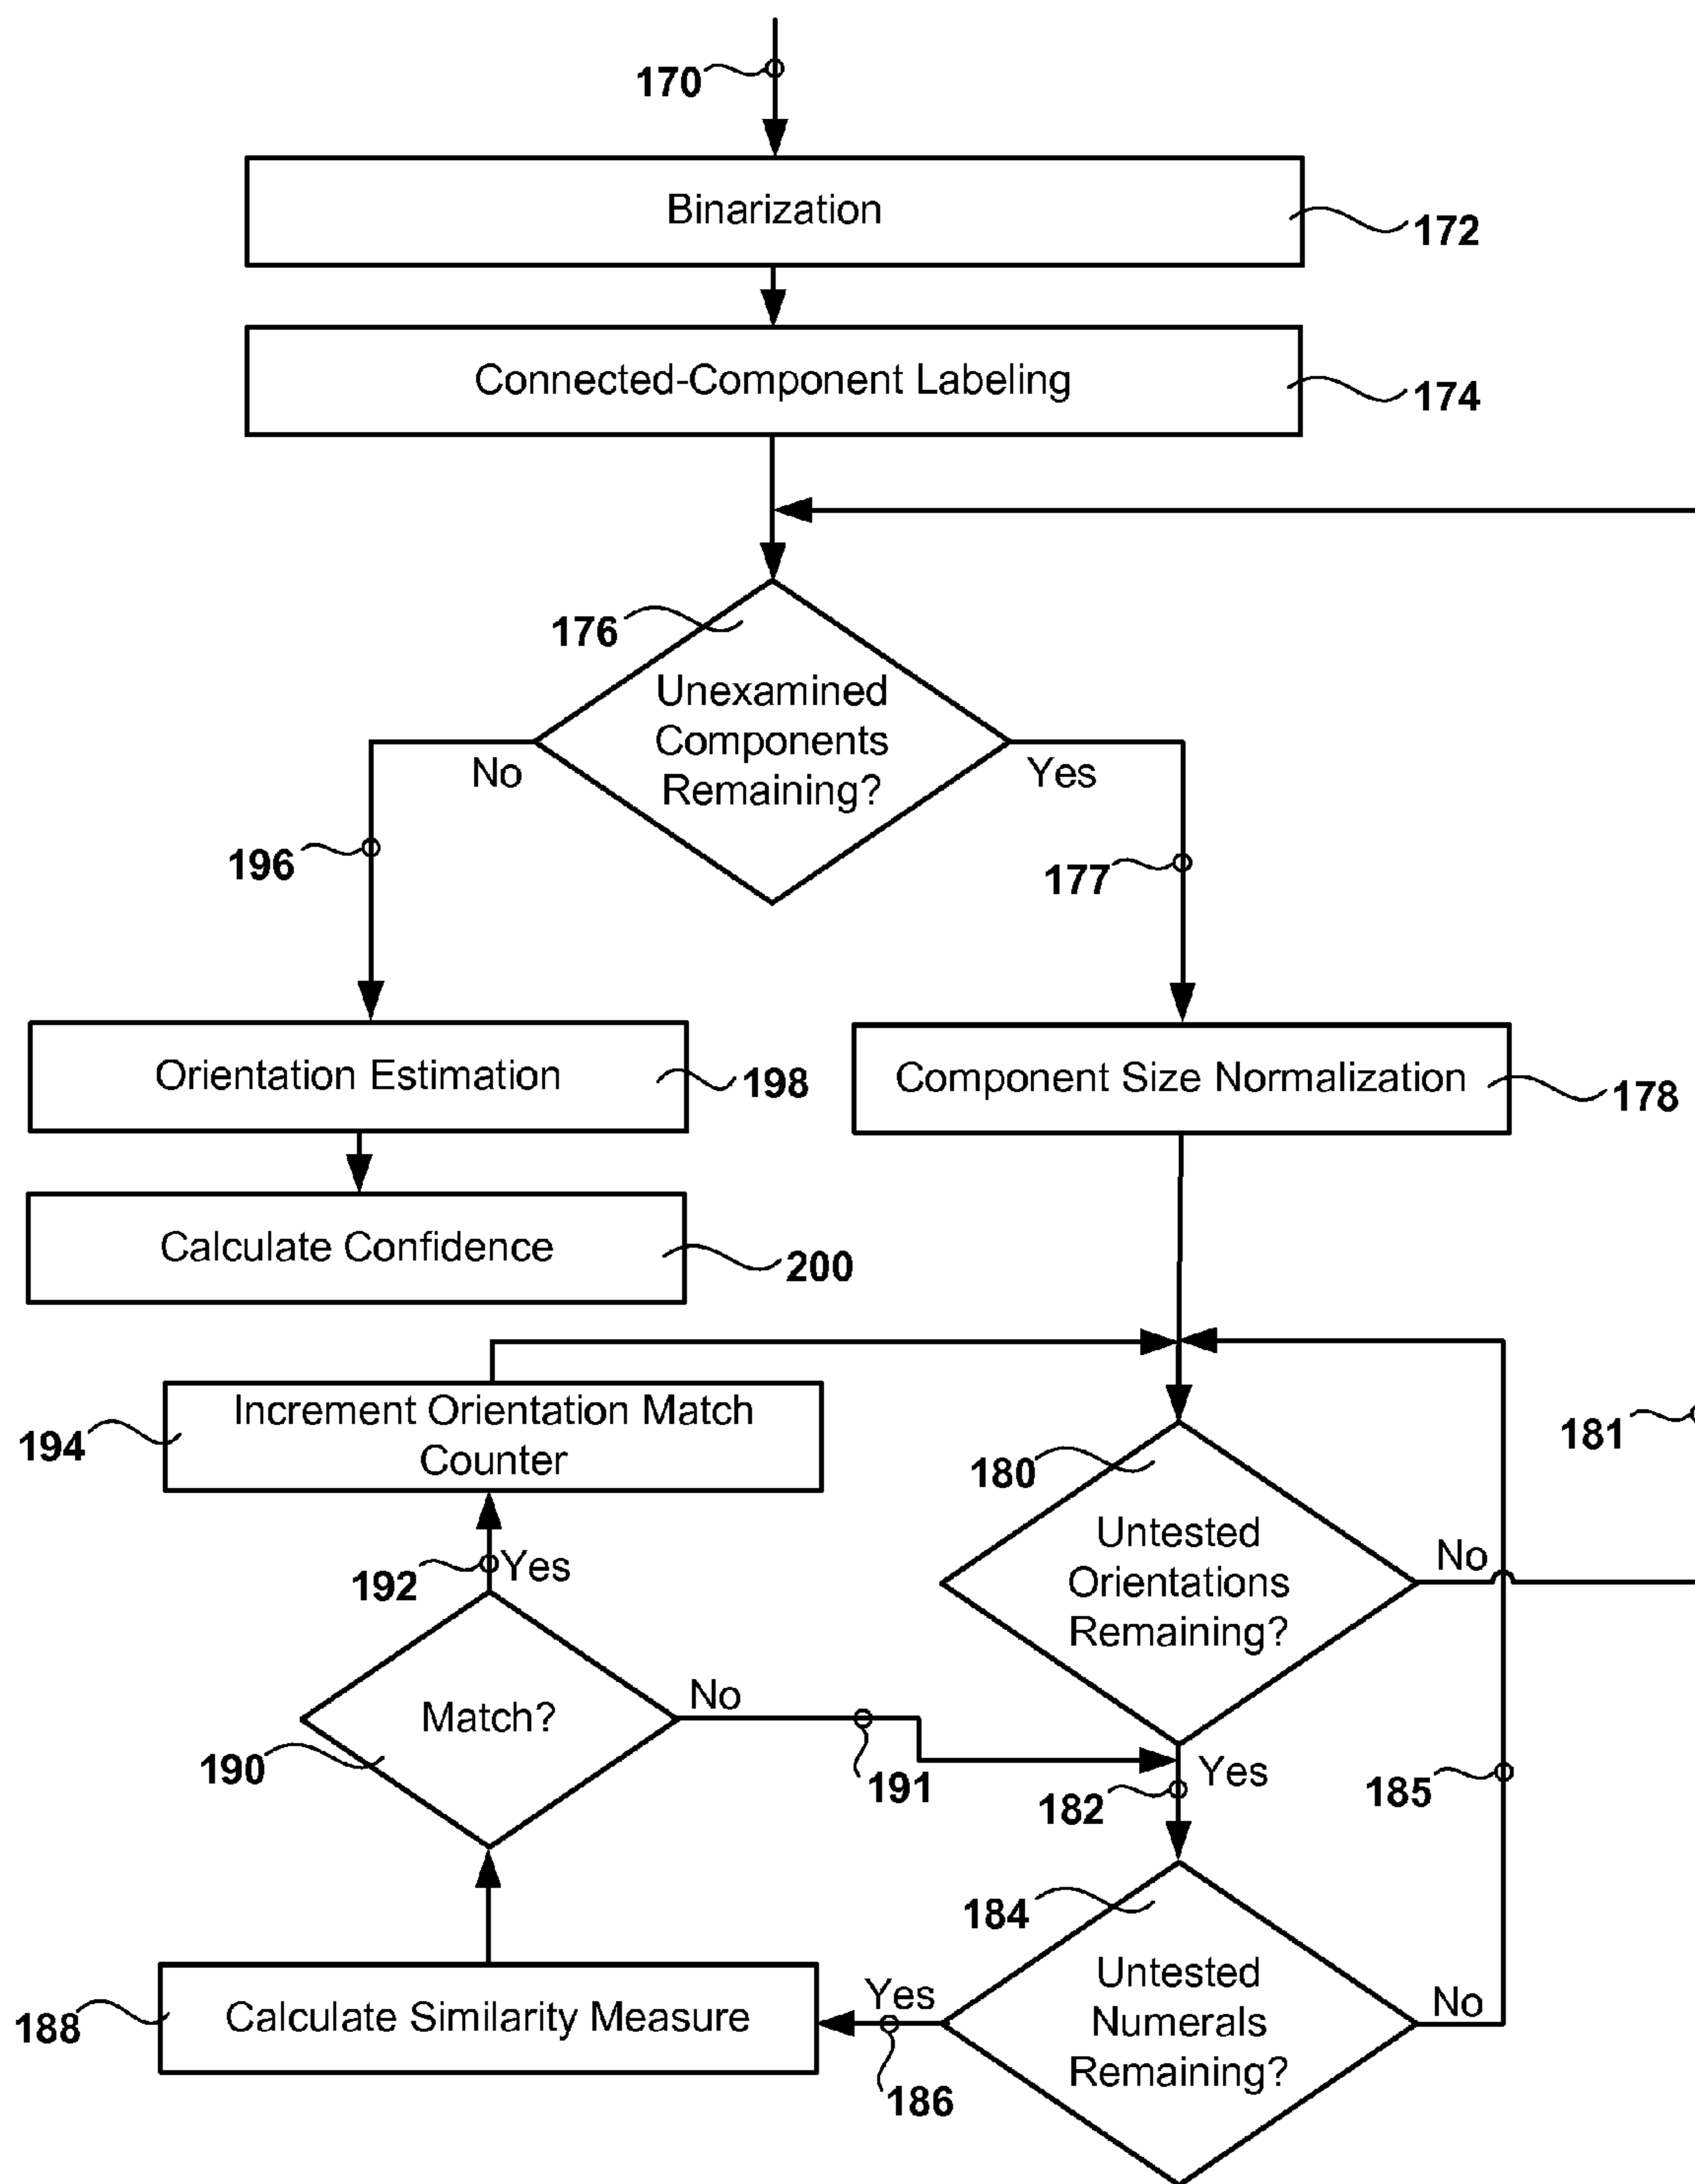 170
Binarization
172
Connected-Component Labeling
174
176
Unexamined
Components
Remaining?
No
Yes
196
177
Orientation Estimation
198
Component Size Normalization
178
Calculate Confidence
200
Increment Orientation Match
Counter
194
181
180
Untested
Orientations
Remaining?
No
192
Yes
Match?
No
190
191
Yes
182
185
184
Untested
Numerals
Remaining?
Yes
No
Calculate Similarity Measure
188
186